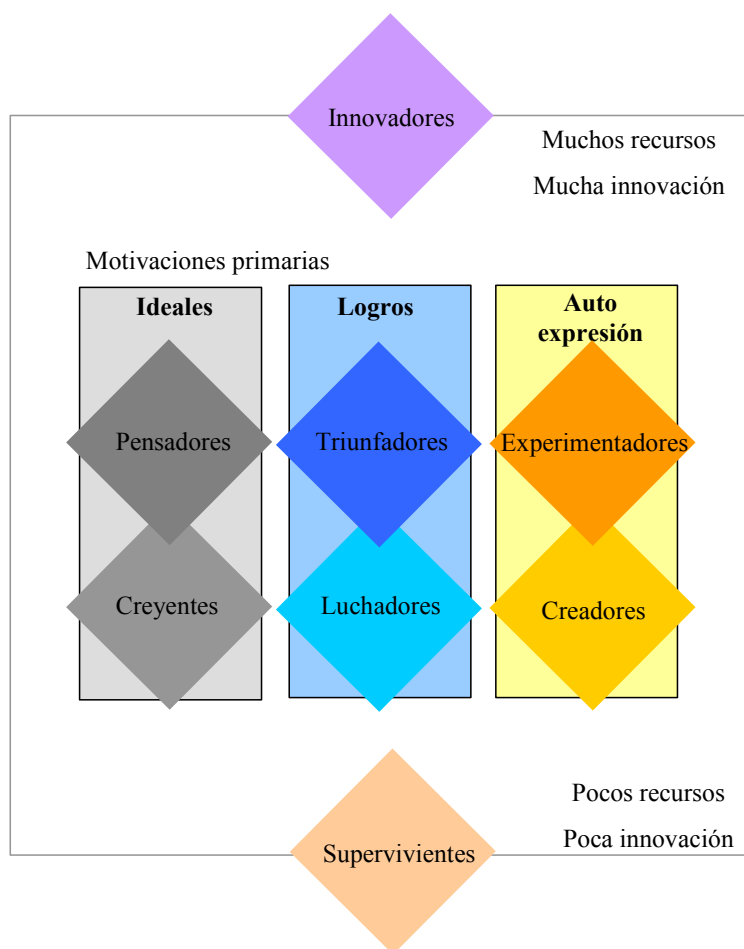 Innovadores
Muchos recursos
Mucha innovación
Motivaciones primarias
Ideales
Logros
Auto
expresión
Pensadores
Triunfadores
Experimentadores
Creyentes
Luchadores
Creadores
Pocos recursos
Poca innovación
Supervivientes